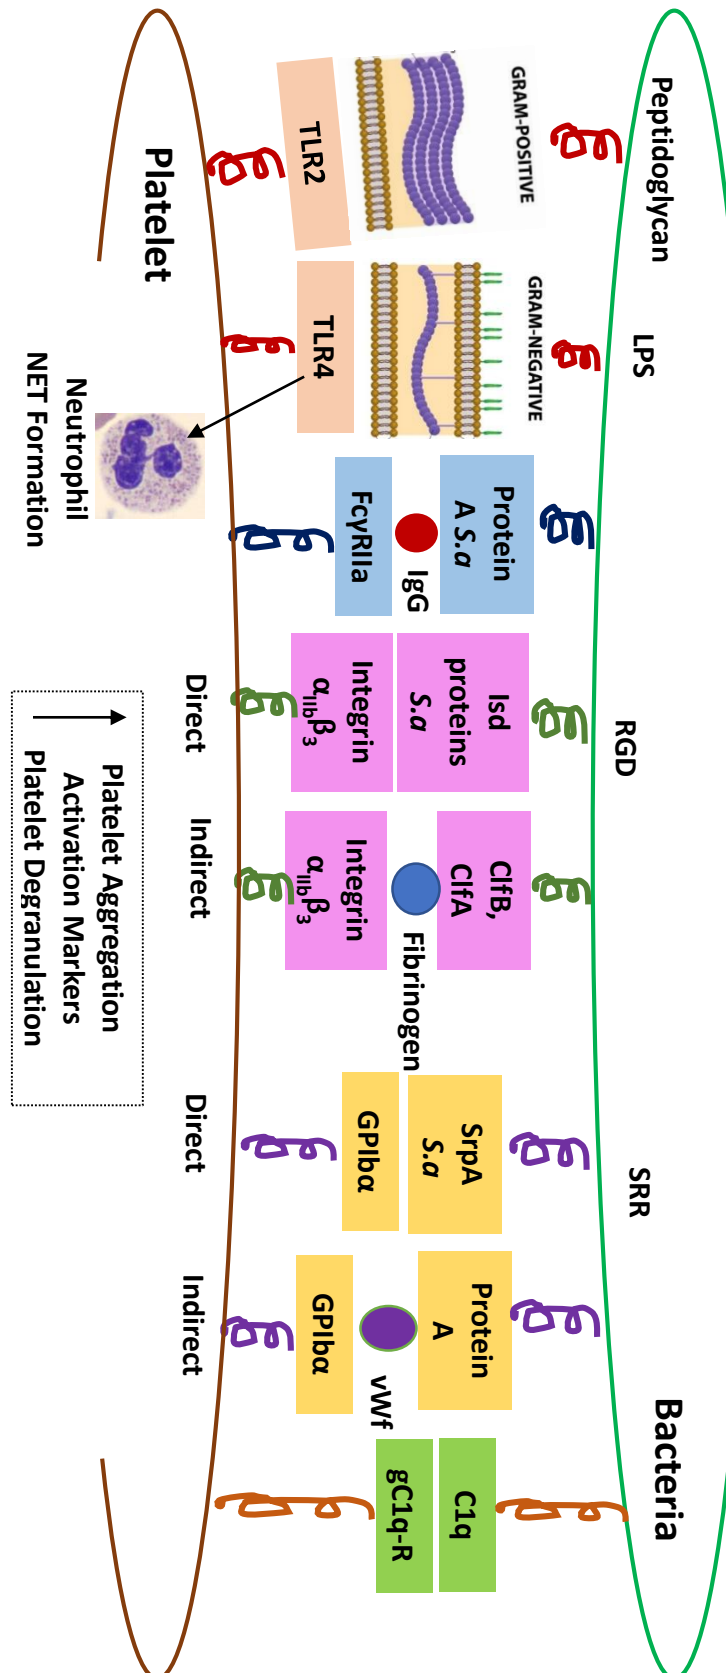 Bacteria
Peptidoglycan
LPS
RGD
SRR
GRAM-POSITIVE
GRAM-NEGATIVE
TLR2
TLR4
Protein
A S.a
IgG
FcγRIIa
Isd
proteins
S.a
Integrin
αIIbβ3
ClfB,
ClfA
Fibrinogen
Integrin
αIIbβ3
SrpA
S.a
GPIbα
Protein
A
vWf
GPIbα
C1q
gC1q-R
Platelet
Direct
Indirect
Direct
Indirect
Neutrophil
NET Formation
Platelet Aggregation
Activation Markers
Platelet Degranulation